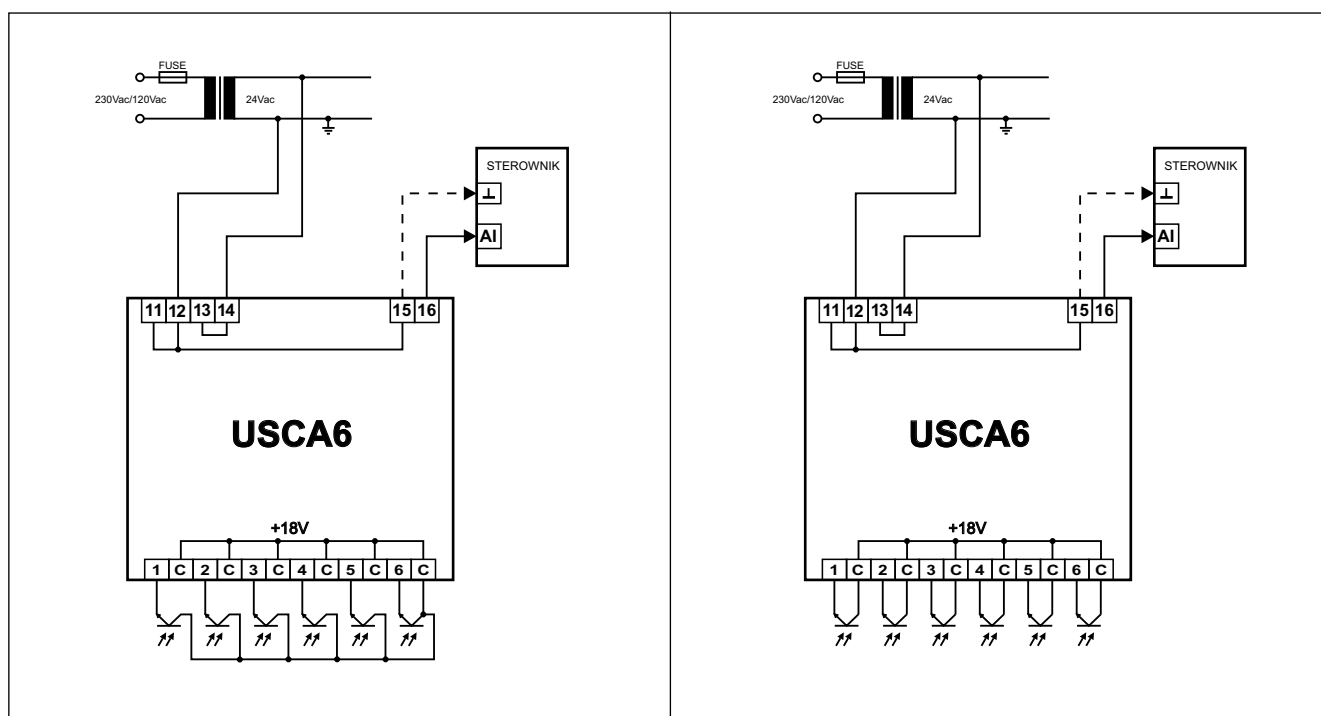 FUSE
230Vac/120Vac 24Vac
STEROWNIK
⊥
AI
11 12 13 14 15 16
USCA6
+18V
1 C 2 C 3 C 4 C 5 C 6 C
FUSE
230Vac/120Vac 24Vac
STEROWNIK
⊥
AI
11 12 13 14 15 16
USCA6
+18V
1 C 2 C 3 C 4 C 5 C 6 C